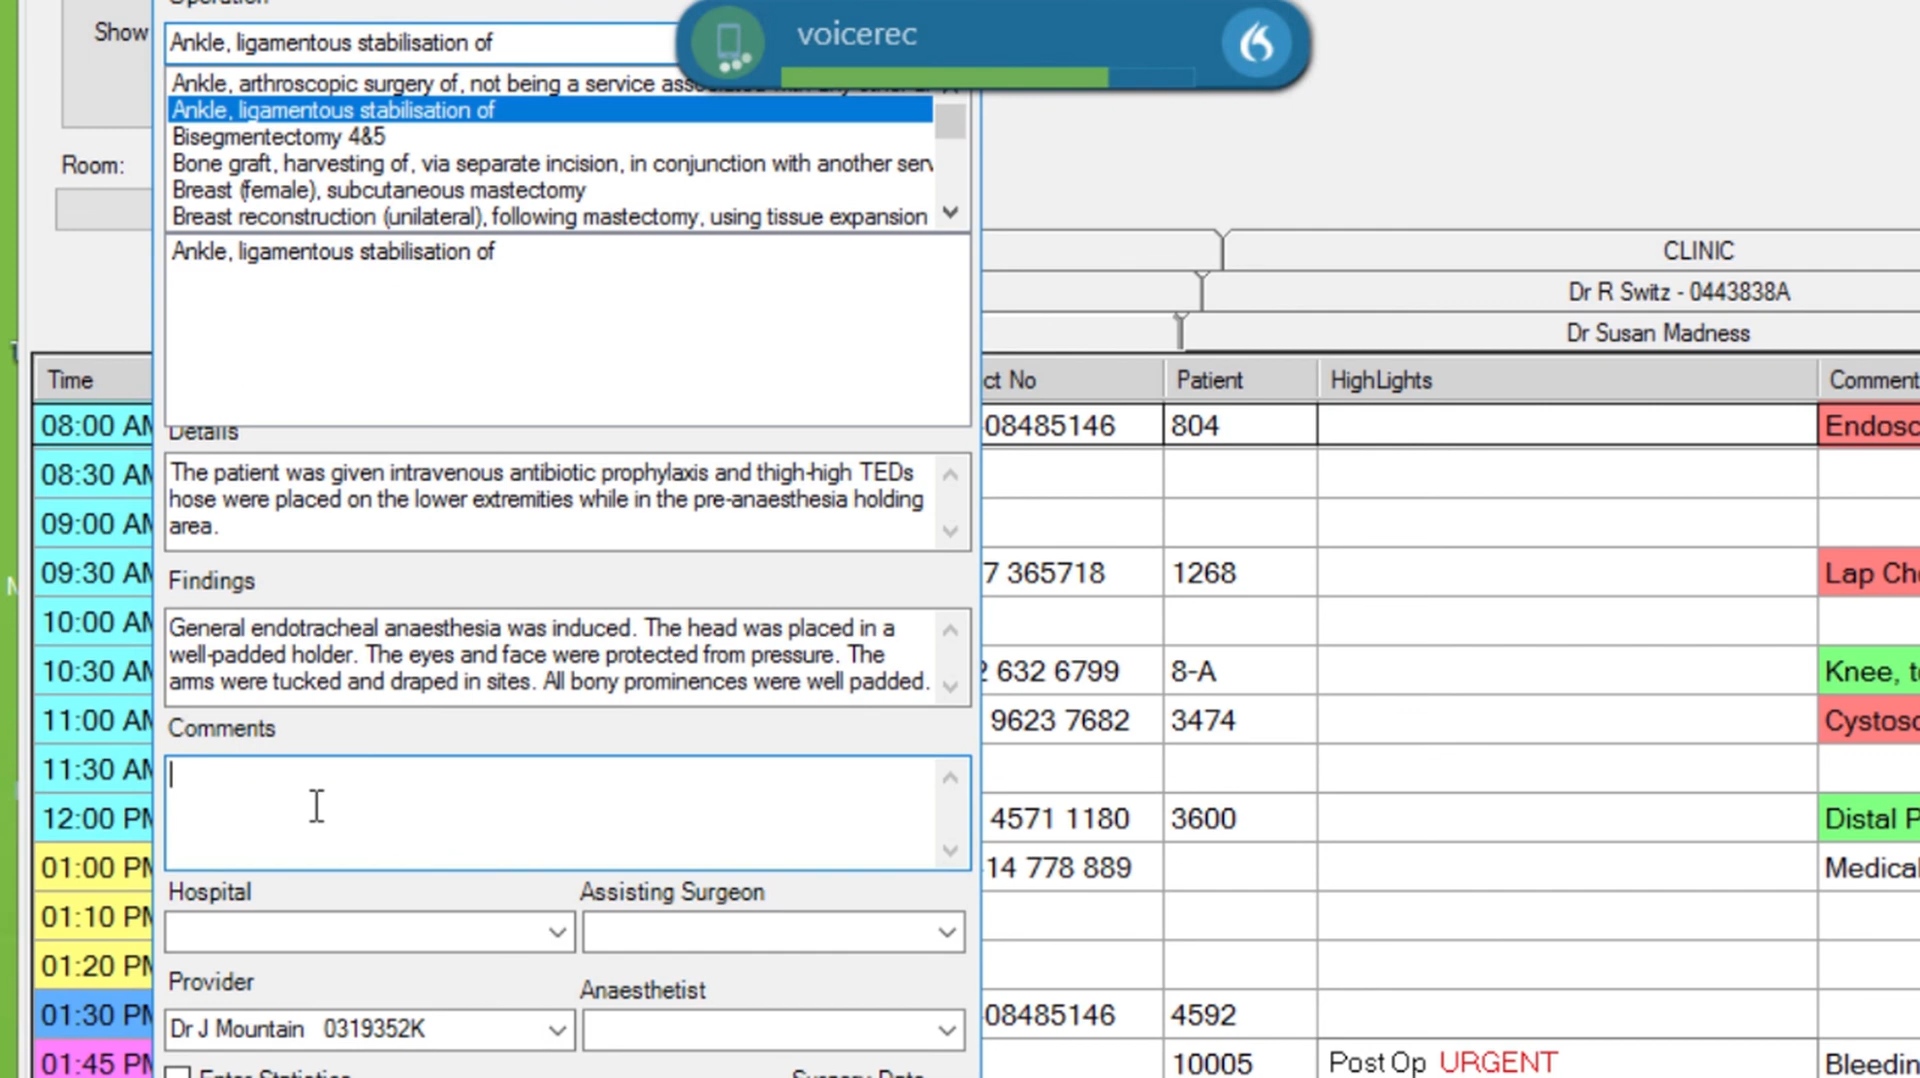 Show
Ankle, ligamentous stabilisation of
voicerec
Ankle, arthroscopic surgery of, not being a service
Ankle, ligamentous stabilisation of
Bisegmentectomy 4&5
Bone graft, harvesting of, via separate incision, in conjunction with another serv
Breast (female), subcutaneous mastectomy
Breast reconstruction (unilateral), following mastectomy, using tissue expansion
Room:
Ankle, ligamentous stabilisation of
CLINIC
Dr R Switz - 0443838A
Dr Susan Madness
Time
ct No
Patient
HighLights
Comment
08:00 AM
Details
08485146
804
Endosc
08:30 AM
The patient was given intravenous antibiotic prophylaxis and thigh-high TEDs
hose were placed on the lower extremities while in the pre-anaesthesia holding
area.
09:00 AM
09:30 AM
Findings
7 365718
1268
Lap Ch
10:00 AM
General endotracheal anaesthesia was induced. The head was placed in a
well-padded holder. The eyes and face were protected from pressure. The
arms were tucked and draped in sites. All bony prominences were well padded.
10:30 AM
2 632 6799
8-A
Knee, t
11:00 AM
Comments
9623 7682
3474
Cystosc
11:30 AM
12:00 PM
4571 1180
3600
Distal P
01:00 PM
14 778 889
Medical
Hospital
Assisting Surgeon
01:10 PM
01:20 PM
Provider
Anaesthetist
01:30 PM
Dr J Mountain 0319352K
08485146
4592
01:45 PM
10005
Post Op URGENT
Bleedin